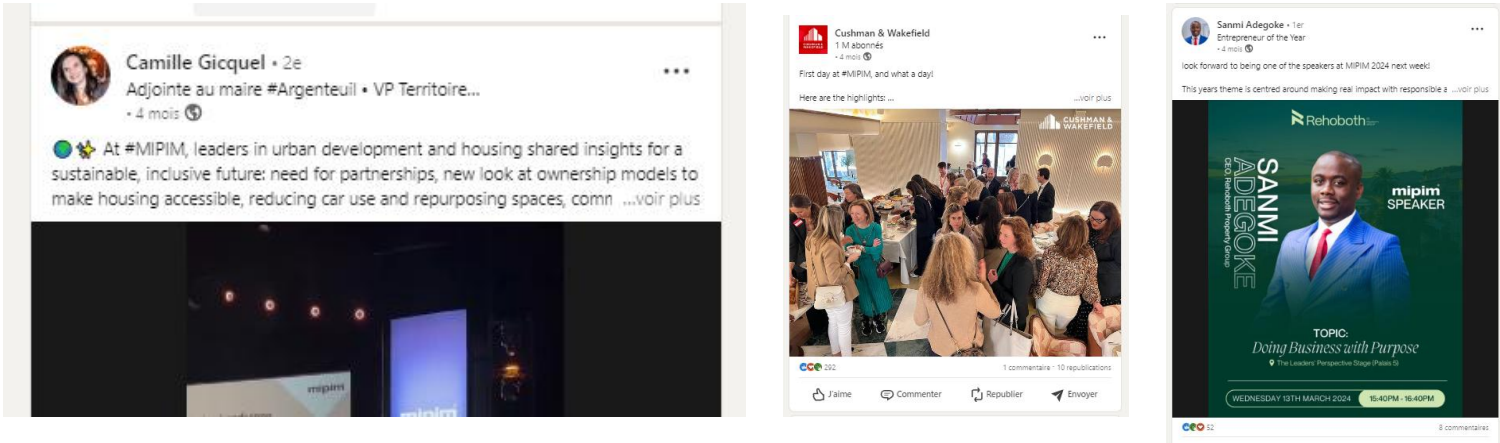 Camille Gicquel • 2e
Adjointe au maire #Argenteuil • VP Territoire...
• 4 mois
At #MIPIM, leaders in urban development and housing shared insights for a
sustainable, inclusive future: need for partnerships, new look at ownership models to
make housing accessible, reducing car use and repurposing spaces, comm ...voir plus
mipim
mipim
Cushman & Wakefield
1 M abonnés
• 4 mois
First day at #MIPIM, and what a day!
Here are the highlights: ...
...voir plus
CUSHMAN &
WAKEFIELD
292
1 commentaire · 10 republications
J'aime
Commenter
Republier
Envoyer
Sanmi Adegoke • 1er
Entrepreneur of the Year
• 4 mois
look forward to being one of the speakers at MIPIM 2024 next week!
This years theme is centred around making real impact with responsible a ...voir plus
Rehoboth
SANMI
ADEGOKE
CEO, Rehoboth Property Group
mipim
SPEAKER
TOPIC:
Doing Business with Purpose
The Leaders' Perspective Stage (Palais 5)
WEDNESDAY 13TH MARCH 2024
15:40PM - 16:40PM
52
8 commentaires